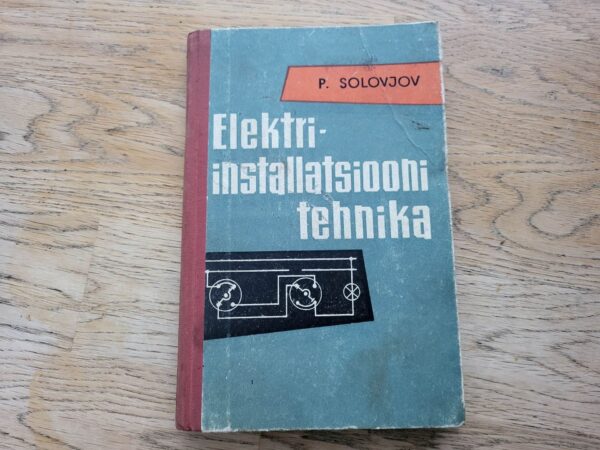 P. SOLOVJOV
Elektri-
installatsiooni
tehnika